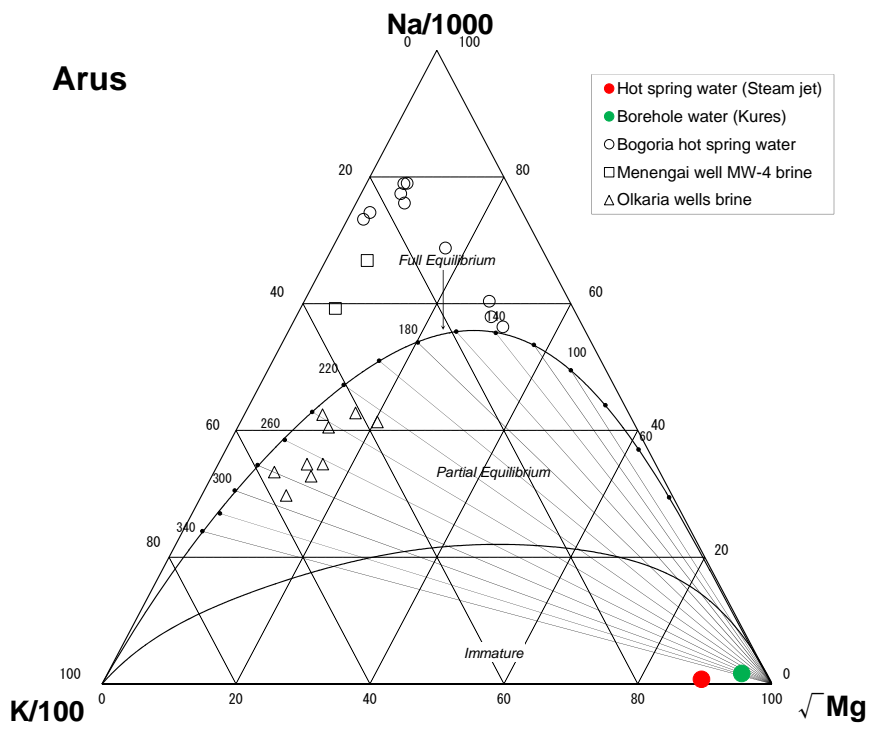 Na/1000
0 100
Arus
Hot spring water (Steam jet)
Borehole water (Kures)
Bogoria hot spring water
Menengai well MW-4 brine
Olkaria wells brine
20 80
Full Equilibrium
40 60
180 140
100
220
60 260 40
60
Partial Equilibrium
300
340
80 20
Immature
100 0
0 20 40 60 80 100
K/100 √Mg